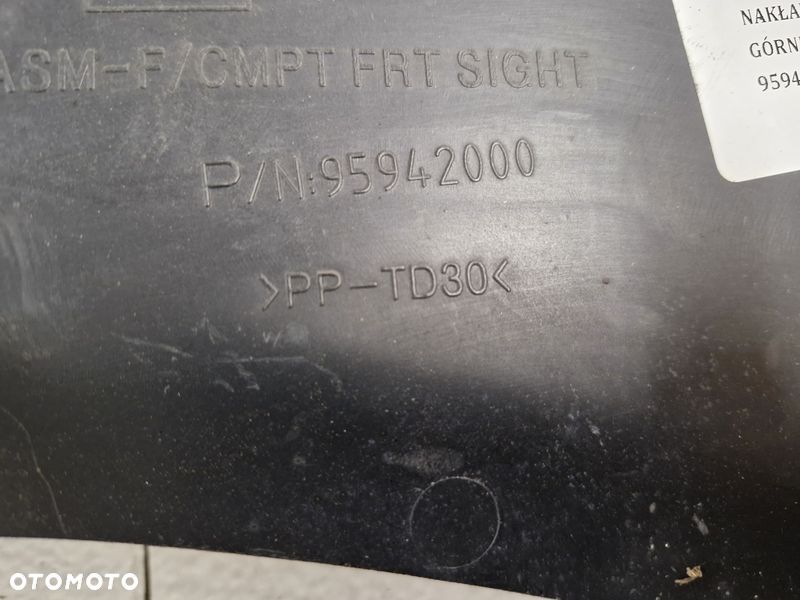 NAKŁA
GÓRN
9594
ASM-F/CMPT FRT SIGHT
P/N:95942000
>PP-TD30<
OTOMOTO